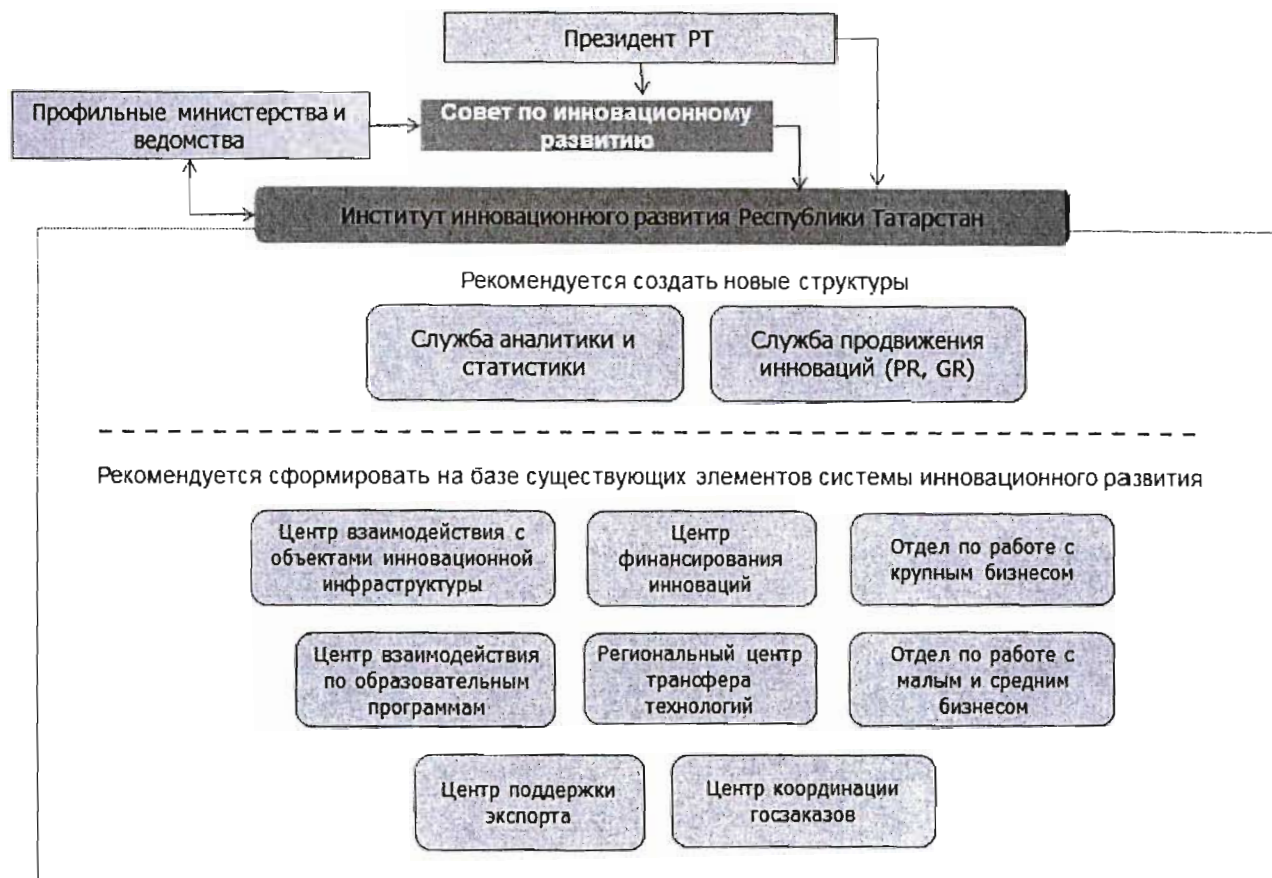 Президент РТ
Профильные министерства и
ведомства
Совет по инновационному
развитию
Институт инновационного развития Республики Татарстан
Рекомендуется создать новые структуры
Служба аналитики и
статистики
Служба продвижения
инноваций (PR, GR)
Рекомендуется сформировать на базе существующих элементов системы инновационного развития
Центр взаимодействия с
объектами инновационной
инфраструктуры
Центр
финансирования
инноваций
Отдел по работе с
крупным бизнесом
Центр взаимодействия
по образовательным
программам
Региональный центр
трансфера
технологий
Отдел по работе с
малым и средним
бизнесом
Центр поддержки
экспорта
Центр координации
госзаказов